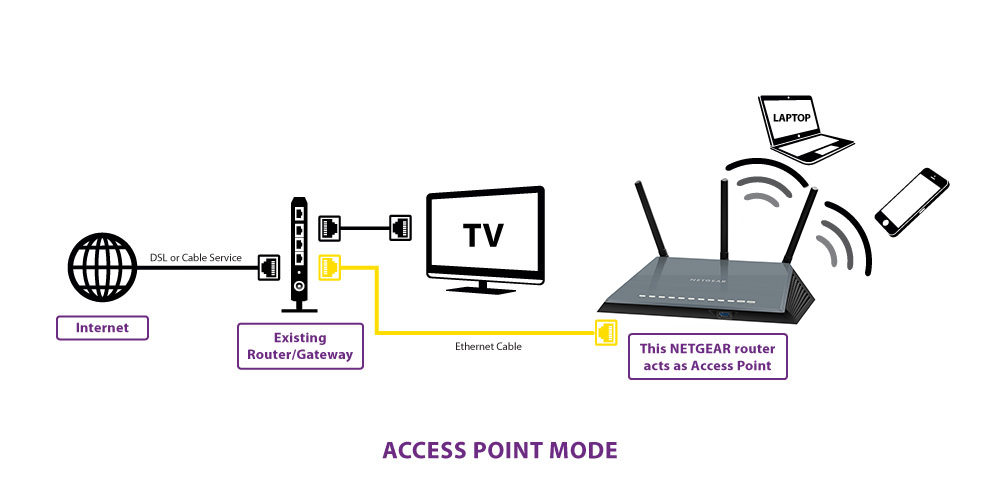 LAPTOP
TV
NETGEAR
DSL or Cable Service
Internet
Existing
Router/Gateway
Ethernet Cable
This NETGEAR router
acts as Access Point
ACCESS POINT MODE